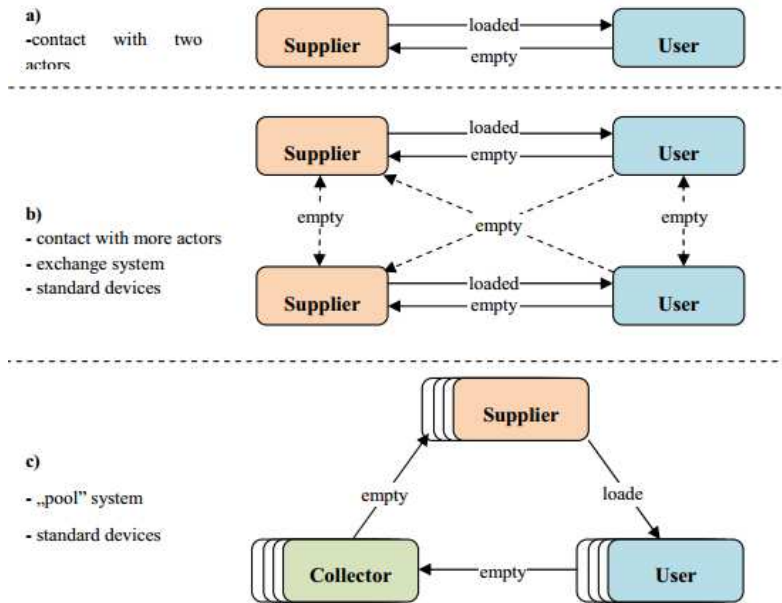 a)
-contact with two
actors
Supplier
loaded
empty
User
b)
- contact with more actors
- exchange system
- standard devices
Supplier
loaded
empty
User
empty
empty
empty
Supplier
loaded
empty
User
c)
- „pool” system
- standard devices
Supplier
empty
loade
Collector
empty
User